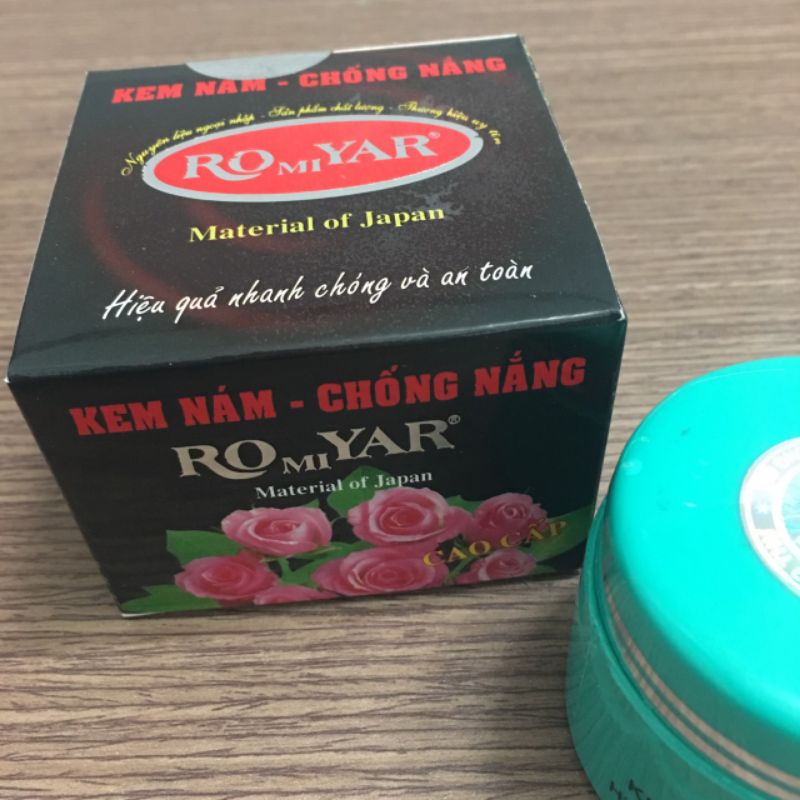 KEM NÁM - CHỐNG NẮNG
Nguyên liệu ngoại nhập - Sản phẩm chất lượng - Thương hiệu uy tín
ROMIYAR®
Material of Japan
Hiệu quả nhanh chóng và an toàn
KEM NÁM - CHỐNG NẮNG
ROMIYAR®
Material of Japan
CAO CẤP